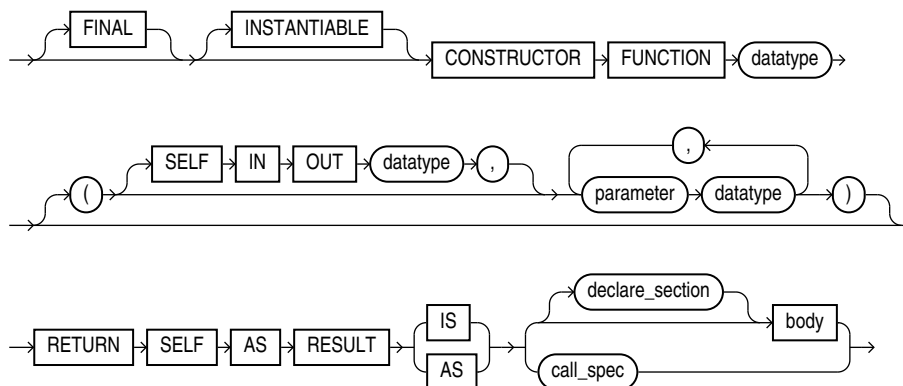 FINAL INSTANTIABLE
CONSTRUCTOR FUNCTION datatype
,
SELF IN OUT datatype ,
( parameter datatype )
declare_section
IS body
RETURN SELF AS RESULT
AS call_spec